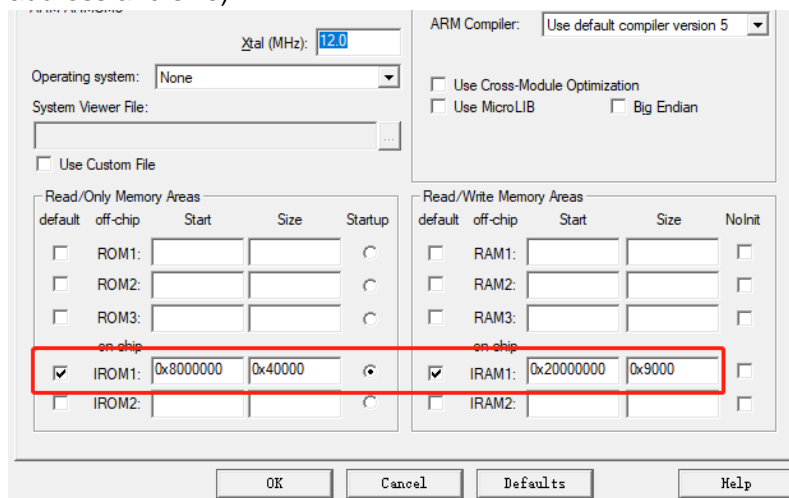 Xtal (MHz): 12.0
ARM Compiler: Use default compiler version 5
Operating system: None
Use Cross-Module Optimization
System Viewer File:
Use MicroLIB Big Endian
...
Use Custom File
Read/Only Memory Areas
Read/Write Memory Areas
default off-chip Start Size Startup
default off-chip Start Size NoInit
ROM1:
RAM1:
ROM2:
RAM2:
ROM3:
RAM3:
on-chip
on-chip
IROM1: 0x8000000 0x40000
IRAM1: 0x20000000 0x9000
IROM2:
IRAM2:
OK Cancel Defaults Help